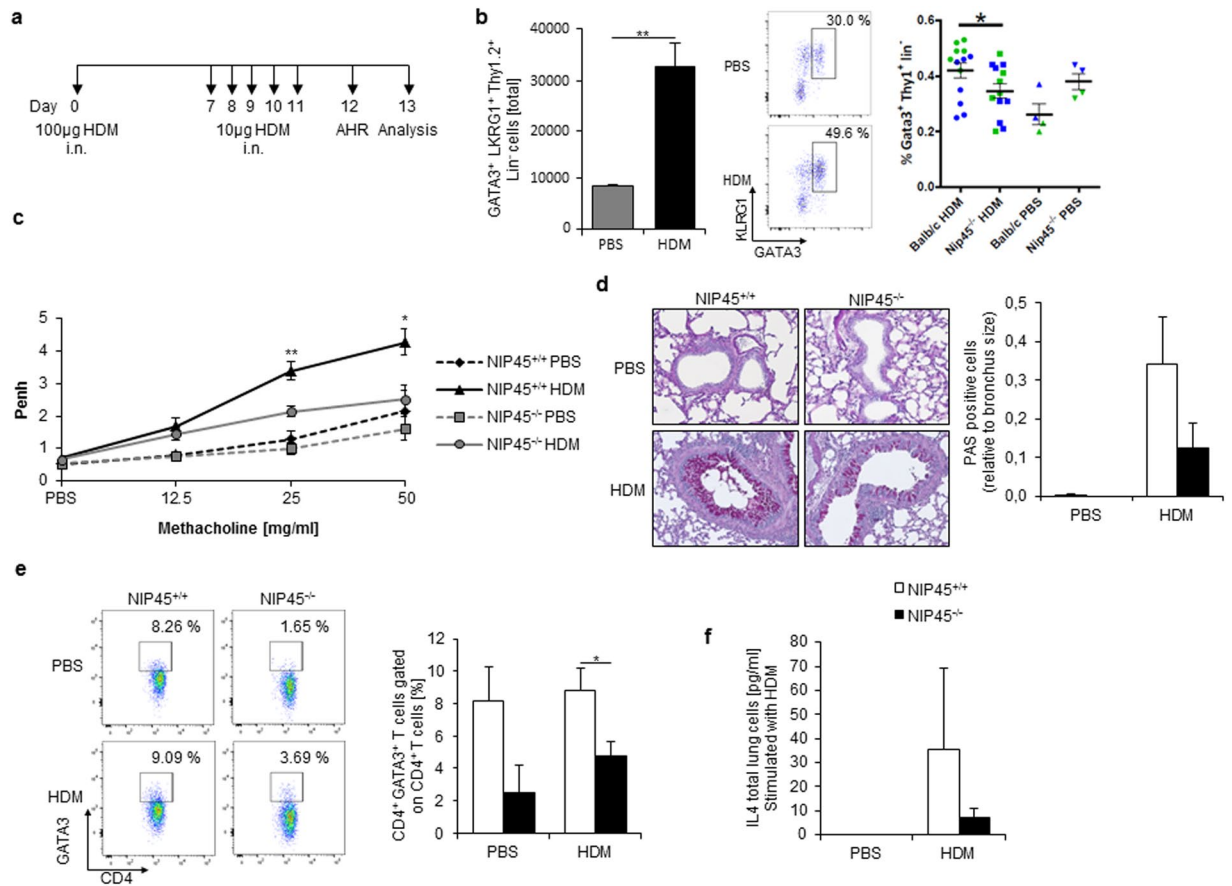 a
Day 0 7 8 9 10 11 12 13
100µg HDM 10µg HDM AHR Analysis
i.n. i.n.
b
GATA3⁺ LKRG1⁺ Thy1.2⁺
Lin⁻ cells [total]
40000
30000
20000
10000
0
**
PBS HDM
PBS
30.0 %
HDM
49.6 %
KLRG1
GATA3
% Gata3⁺ Thy1⁺ lin⁻
0.6
0.4
0.2
0.0
*
Balb/c HDM
Nip45⁻/⁻ HDM
Balb/c PBS
Nip45⁻/⁻ PBS
c
Penh
5
4
3
2
1
0
**
*
PBS 12.5 25 50
Methacholine [mg/ml]
NIP45⁺/⁺ PBS
NIP45⁺/⁺ HDM
NIP45⁻/⁻ PBS
NIP45⁻/⁻ HDM
d
NIP45⁺/⁺ NIP45⁻/⁻
PBS
HDM
PAS positive cells
(relative to bronchus size)
0,5
0,4
0,3
0,2
0,1
0,0
PBS HDM
e
NIP45⁺/⁺ NIP45⁻/⁻
PBS
8.26 % 1.65 %
HDM
9.09 % 3.69 %
GATA3
CD4
CD4⁺ GATA3⁺ T cells gated
on CD4⁺ T cells [%]
12
10
8
6
4
2
0
*
PBS HDM
NIP45⁺/⁺
NIP45⁻/⁻
f
IL4 total lung cells [pg/ml]
Stimulated with HDM
80
70
60
50
40
30
20
10
0
PBS HDM